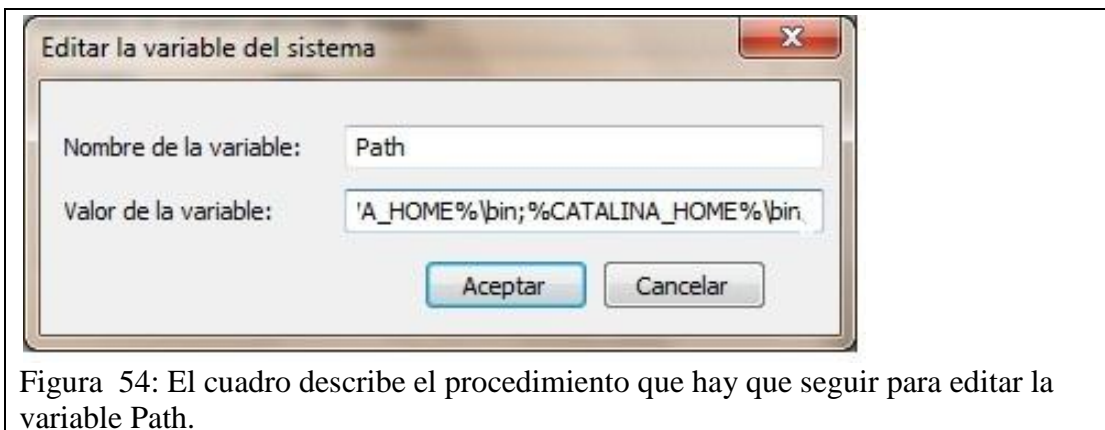 Editar la variable del sistema
Nombre de la variable: Path
Valor de la variable: 'A_HOME%\bin;%CATALINA_HOME%\bin
Aceptar Cancelar
Figura 54: El cuadro describe el procedimiento que hay que seguir para editar la
variable Path.